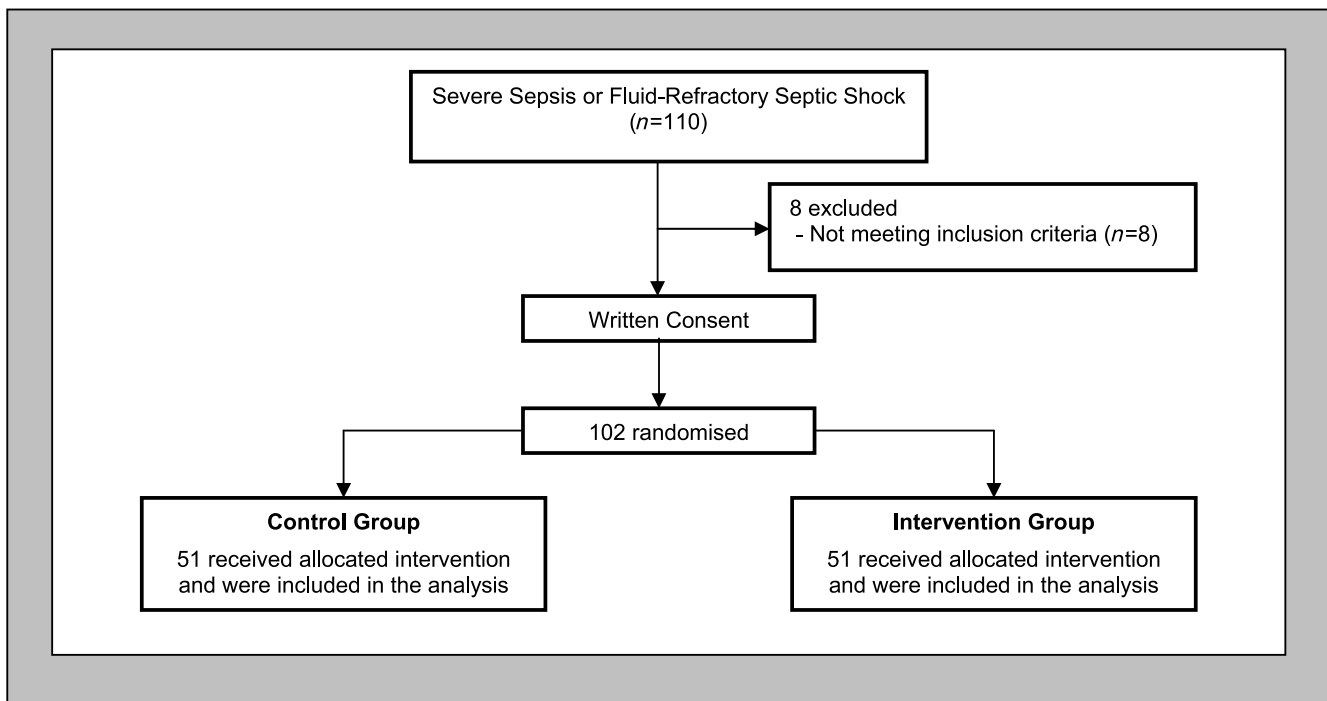 Severe Sepsis or Fluid-Refractory Septic Shock
(n=110)
8 excluded
- Not meeting inclusion criteria (n=8)
Written Consent
102 randomised
Control Group
51 received allocated intervention
and were included in the analysis
Intervention Group
51 received allocated intervention
and were included in the analysis